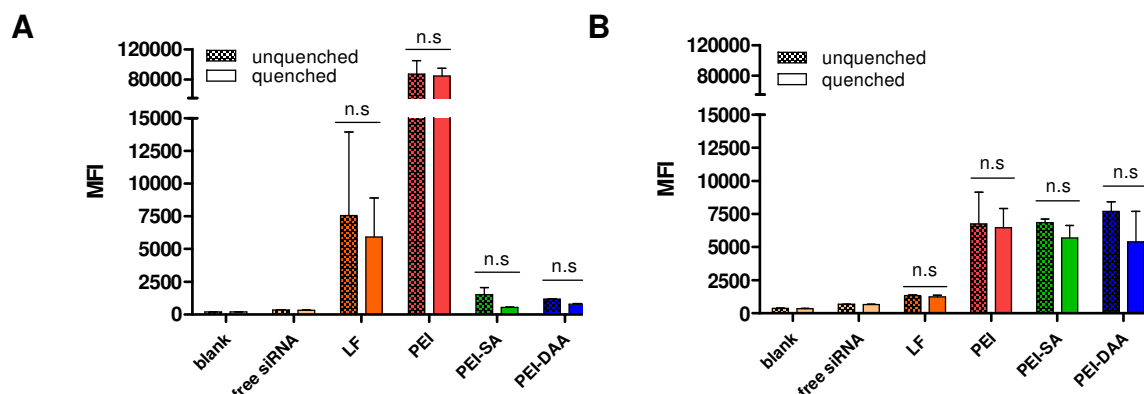 A
MFI
120000
80000
15000
12500
10000
7500
5000
2500
0
unquenched
quenched
n.s
n.s
n.s
n.s
blank
free siRNA
LF
PEI
PEI-SA
PEI-DAA
B
MFI
120000
80000
15000
12500
10000
7500
5000
2500
0
unquenched
quenched
n.s
n.s
n.s
n.s
blank
free siRNA
LF
PEI
PEI-SA
PEI-DAA